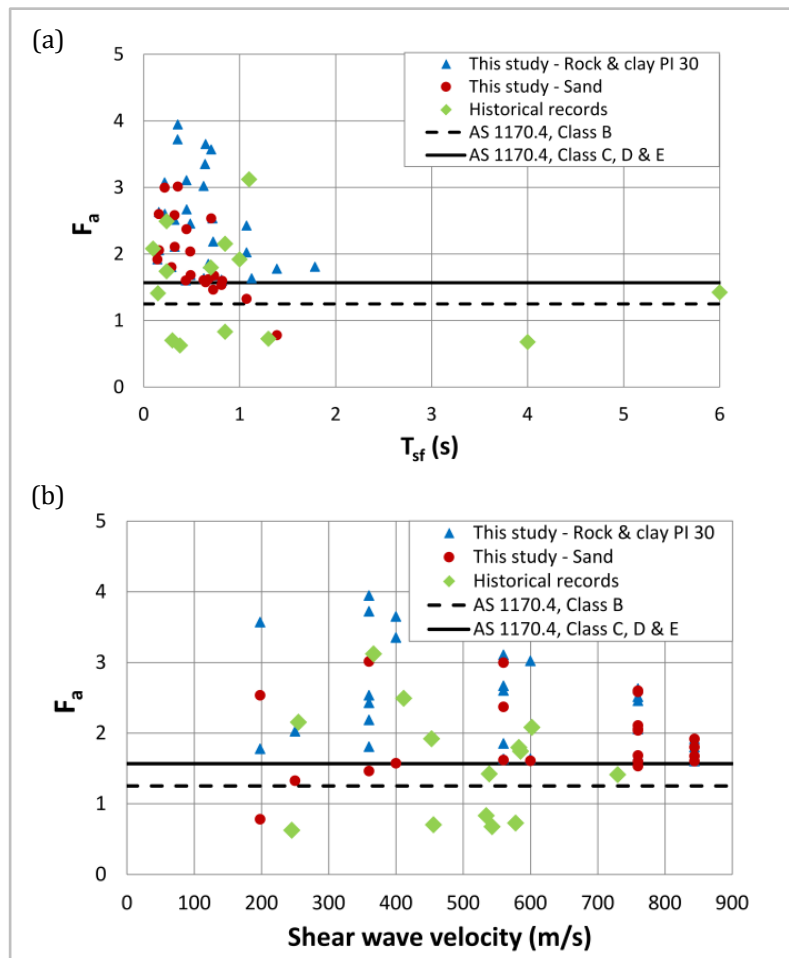 (a)
5
4
3
2
1
0
F_a
This study - Rock & clay PI 30
This study - Sand
Historical records
AS 1170.4, Class B
AS 1170.4, Class C, D & E
0 1 2 3 4 5 6
T_sf (s)
(b)
5
4
3
2
1
0
F_a
This study - Rock & clay PI 30
This study - Sand
Historical records
AS 1170.4, Class B
AS 1170.4, Class C, D & E
0 100 200 300 400 500 600 700 800 900
Shear wave velocity (m/s)